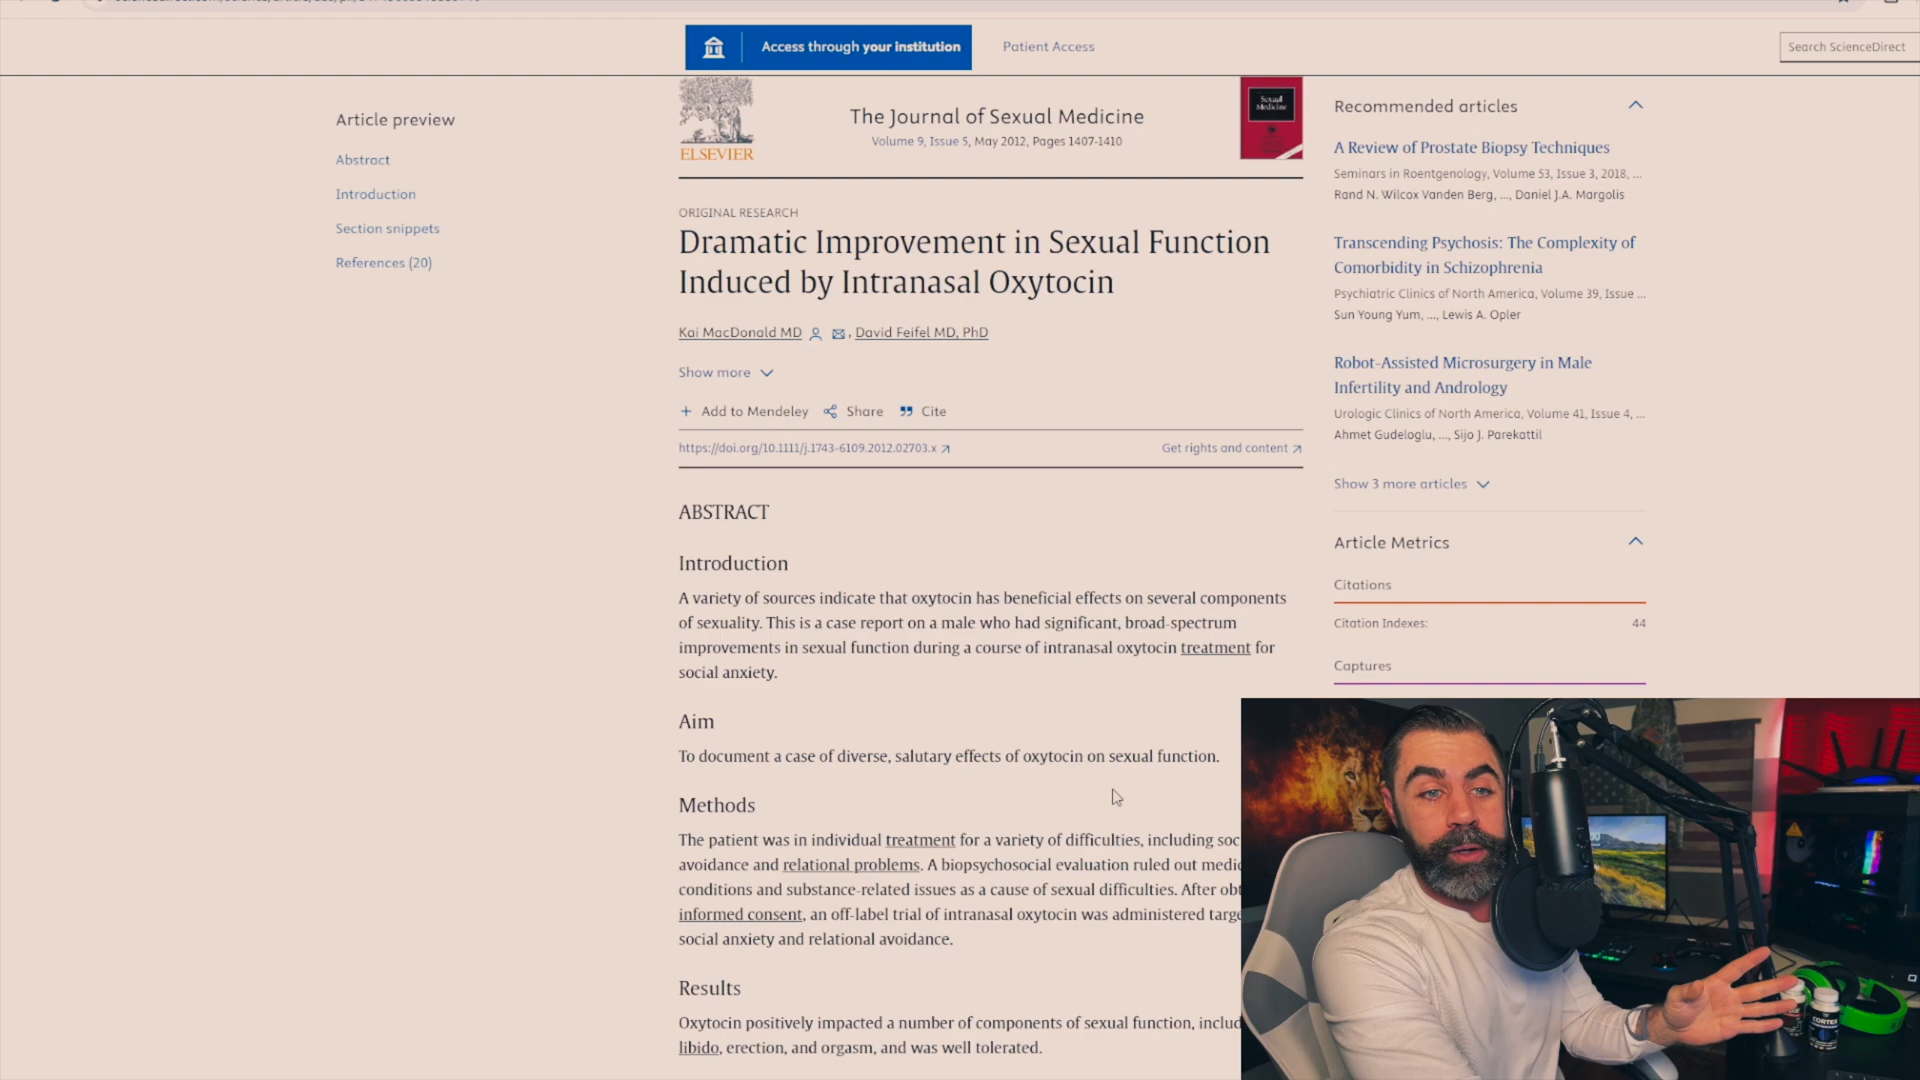 Access through your institution
Patient Access
Search ScienceDirect
Article preview
Abstract
Introduction
Section snippets
References (20)
ELSEVIER
The Journal of Sexual Medicine
Volume 9, Issue 5, May 2012, Pages 1407-1410
Sexual
Medicine
ORIGINAL RESEARCH
Dramatic Improvement in Sexual Function
Induced by Intranasal Oxytocin
Kai MacDonald MD , David Feifel MD, PhD
Show more
+ Add to Mendeley Share Cite
https://doi.org/10.1111/j.1743-6109.2012.02703.x
Get rights and content
ABSTRACT
Introduction
A variety of sources indicate that oxytocin has beneficial effects on several components
of sexuality. This is a case report on a male who had significant, broad-spectrum
improvements in sexual function during a course of intranasal oxytocin treatment for
social anxiety.
Aim
To document a case of diverse, salutary effects of oxytocin on sexual function.
Methods
The patient was in individual treatment for a variety of difficulties, including soc
avoidance and relational problems. A biopsychosocial evaluation ruled out medic
conditions and substance-related issues as a cause of sexual difficulties. After obt
informed consent, an off-label trial of intranasal oxytocin was administered targe
social anxiety and relational avoidance.
Results
Oxytocin positively impacted a number of components of sexual function, includ
libido, erection, and orgasm, and was well tolerated.
Recommended articles
A Review of Prostate Biopsy Techniques
Seminars in Roentgenology, Volume 53, Issue 3, 2018, ...
Rand N. Wilcox Vanden Berg, ..., Daniel J.A. Margolis
Transcending Psychosis: The Complexity of
Comorbidity in Schizophrenia
Psychiatric Clinics of North America, Volume 39, Issue ...
Sun Young Yum, ..., Lewis A. Opler
Robot-Assisted Microsurgery in Male
Infertility and Andrology
Urologic Clinics of North America, Volume 41, Issue 4, ...
Ahmet Gudeloglu, ..., Sijo J. Parekattil
Show 3 more articles
Article Metrics
Citations
Citation Indexes: 44
Captures
CORTEX